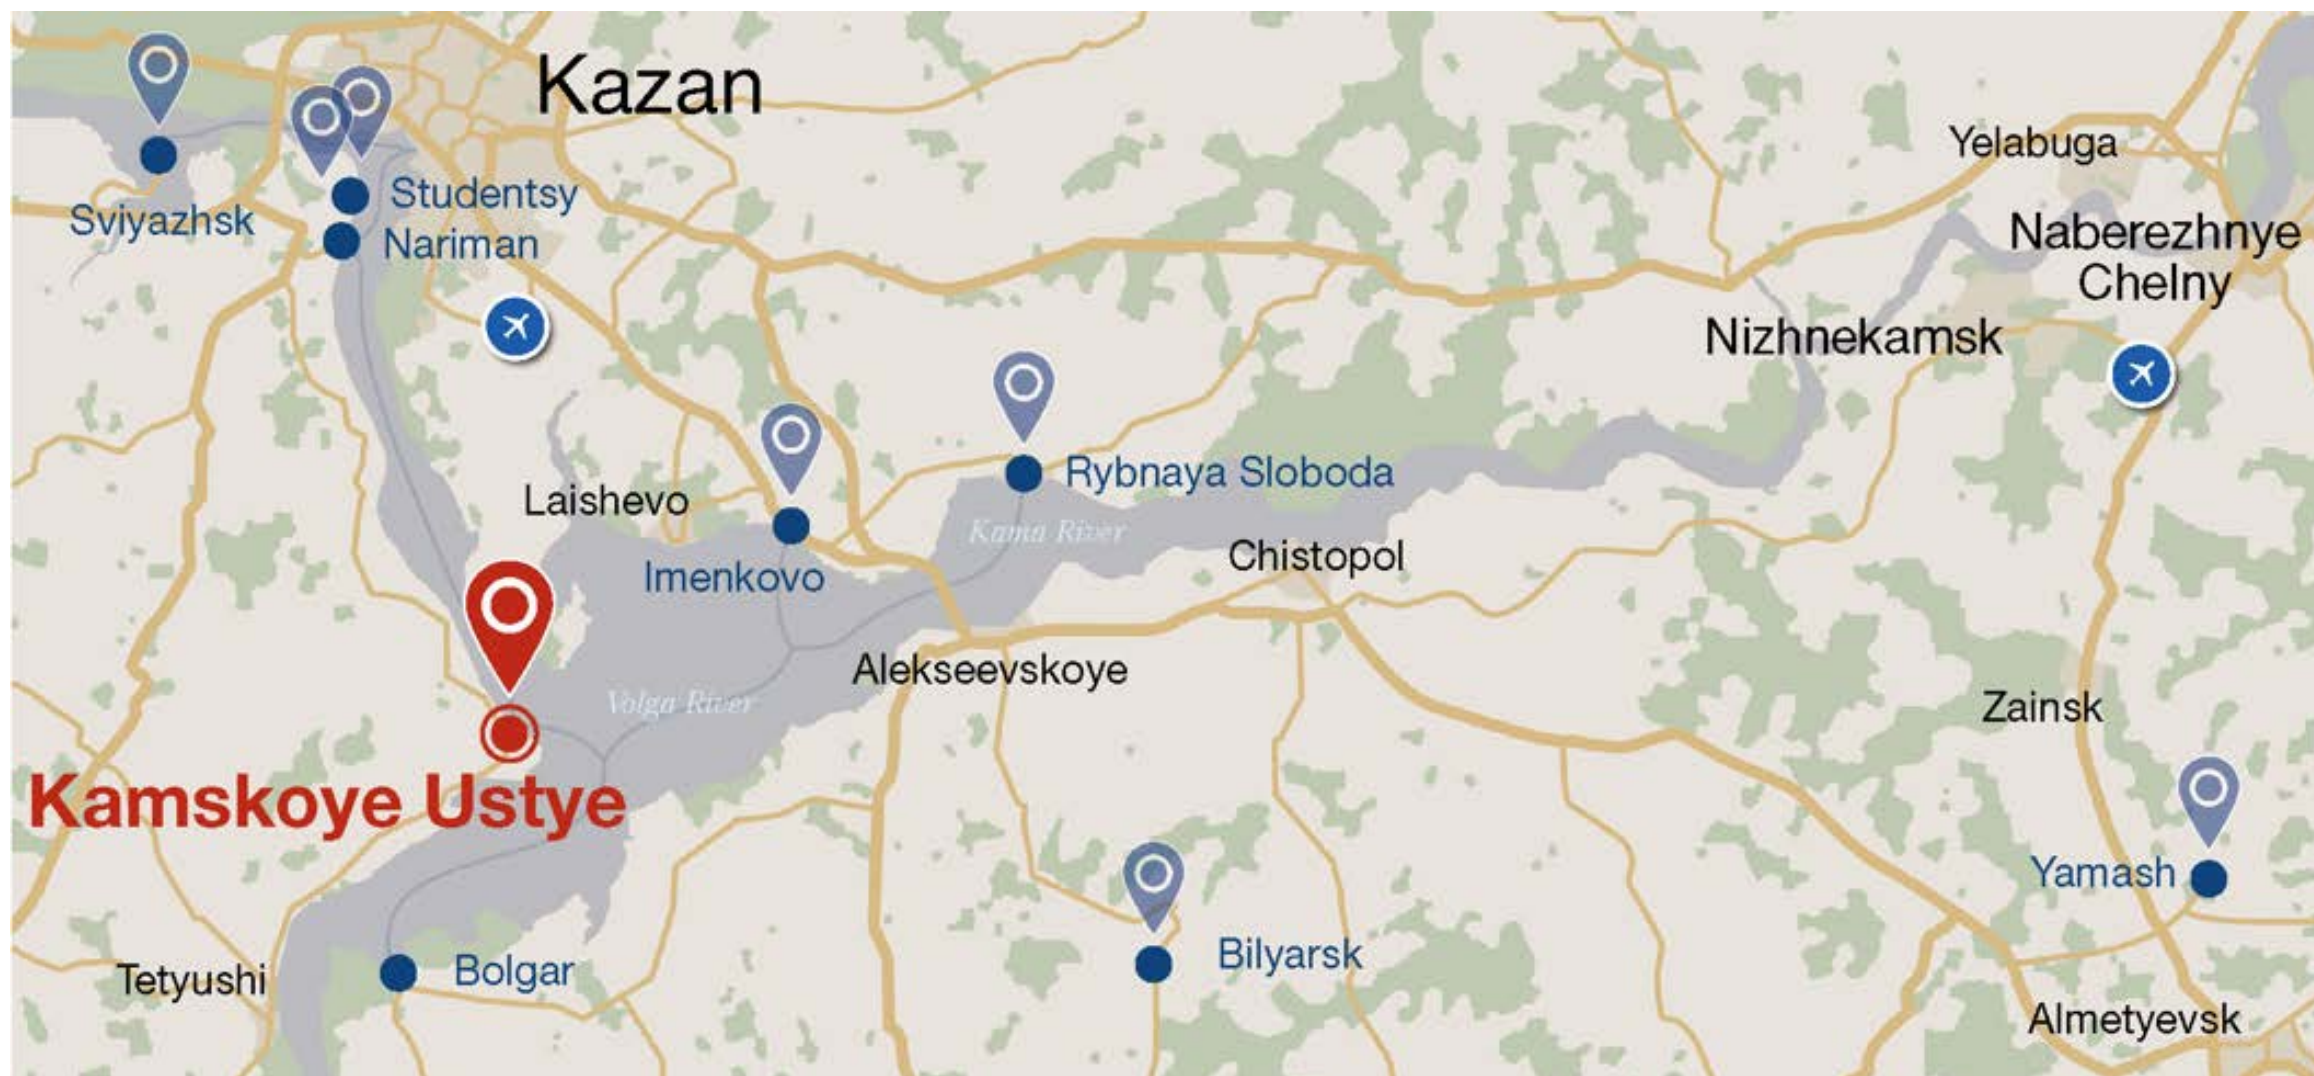 Kazan
Yelabuga
Studentsy
Sviyazhsk
Nariman
Naberezhnye
Chelny
Nizhnekamsk
Rybnaya Sloboda
Laishevo
Kama River
Chistopol
Imenkovo
Alekseevskoye
Volga River
Zainsk
Kamskoye Ustye
Yamash
Bilyarsk
Bolgar
Tetyushi
Almetyevsk